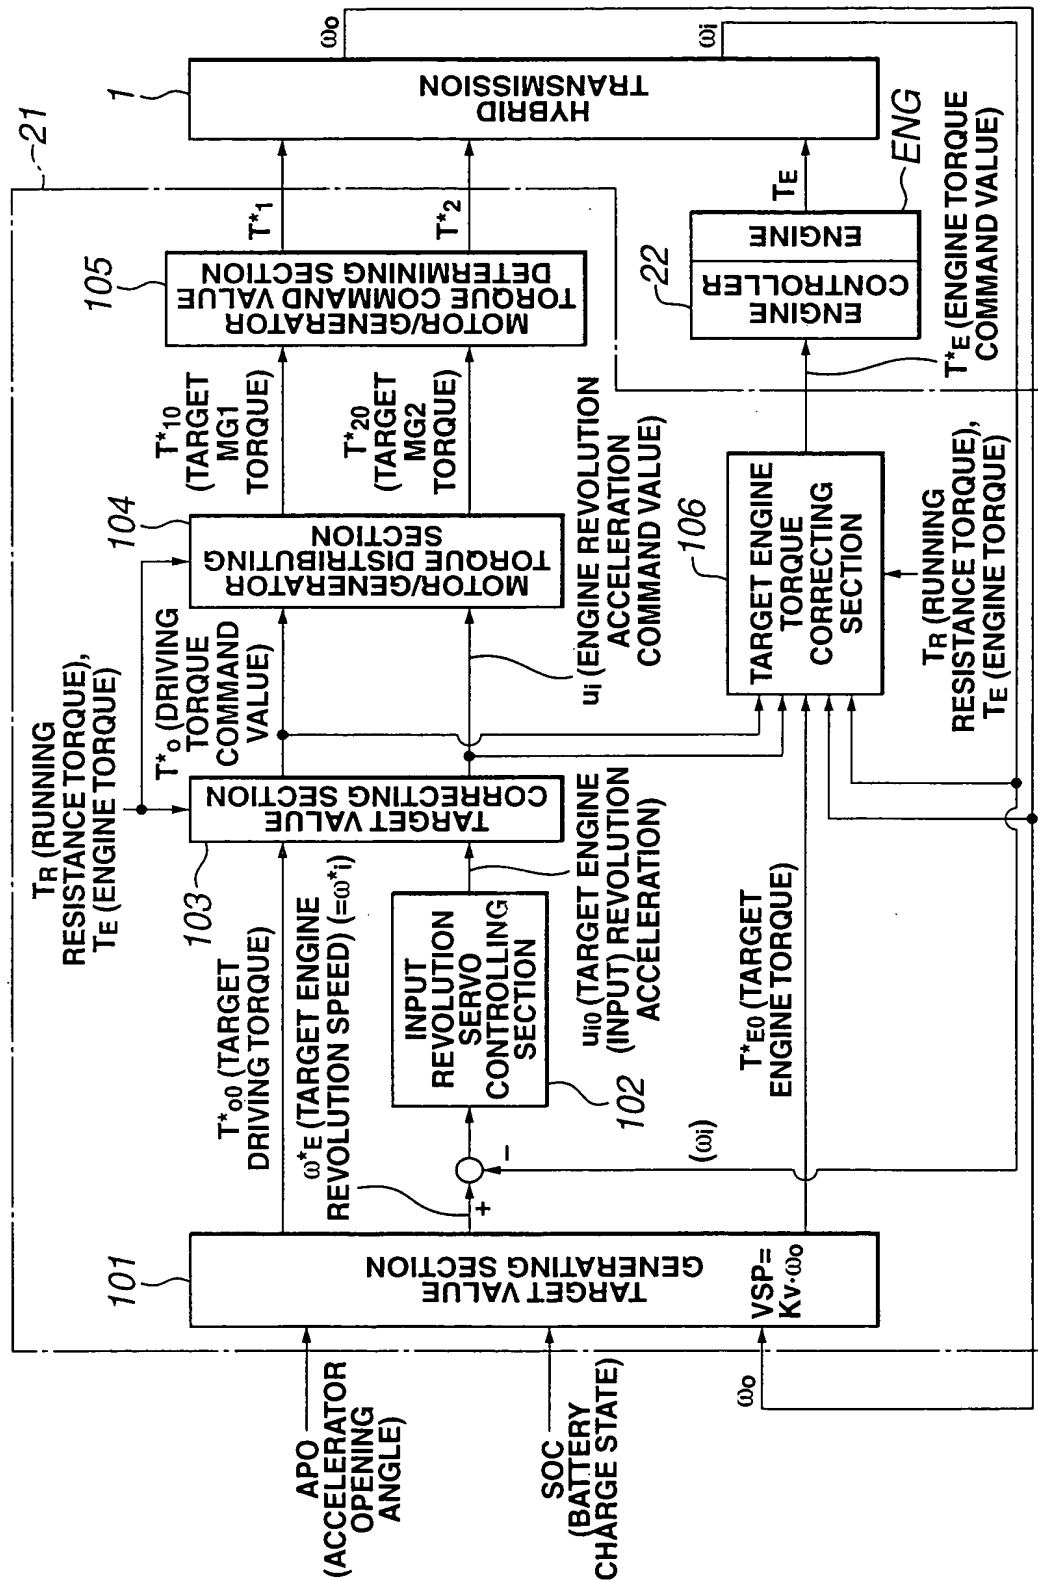 APO
(ACCELERATOR
OPENING
ANGLE)
SOC
(BATTERY
CHARGE STATE)
ωo
101
TARGET VALUE
GENERATING SECTION
VSP=
Kv·ωo
T*o0 (TARGET
DRIVING TORQUE)
ω*E (TARGET ENGINE
REVOLUTION SPEED) (=ω*i)
+
−
(ωi)
T*E0 (TARGET
ENGINE TORQUE)
INPUT
REVOLUTION
SERVO
CONTROLLING
SECTION
102
ui0 (TARGET ENGINE
(INPUT) REVOLUTION
ACCELERATION)
TR (RUNNING
RESISTANCE TORQUE),
TE (ENGINE TORQUE)
103
TARGET VALUE
CORRECTING SECTION
T*o (DRIVING
TORQUE
COMMAND
VALUE)
ui (ENGINE REVOLUTION
ACCELERATION
COMMAND VALUE)
104
MOTOR/GENERATOR
TORQUE DISTRIBUTING
SECTION
T*10
(TARGET
MG1
TORQUE)
T*20
(TARGET
MG2
TORQUE)
106
TARGET ENGINE
TORQUE
CORRECTING
SECTION
TR (RUNNING
RESISTANCE TORQUE),
TE (ENGINE TORQUE)
105
MOTOR/GENERATOR
TORQUE COMMAND VALUE
DETERMINING SECTION
T*1
T*2
21
T*E (ENGINE TORQUE
COMMAND VALUE)
22
ENGINE
CONTROLLER
ENGINE
ENG
TE
1
HYBRID
TRANSMISSION
ωo
ωi